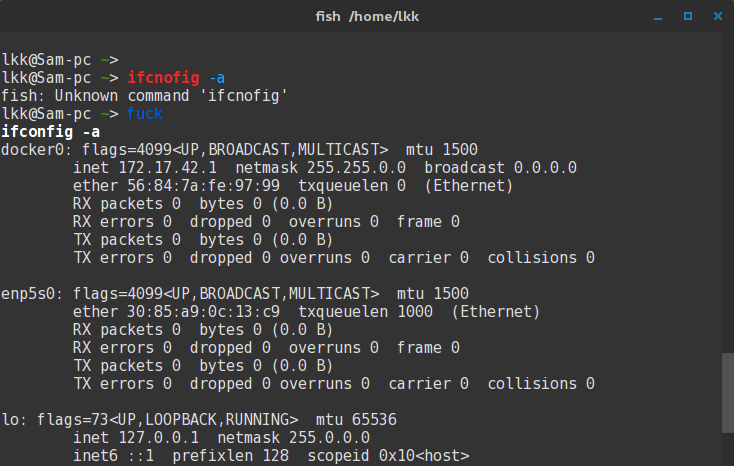 fish /home/lkk
lkk@Sam-pc ~>
lkk@Sam-pc ~> ifcnofig -a
fish: Unknown command 'ifcnofig'
lkk@Sam-pc ~> fuck
ifconfig -a
docker0: flags=4099<UP,BROADCAST,MULTICAST>  mtu 1500
        inet 172.17.42.1  netmask 255.255.0.0  broadcast 0.0.0.0
        ether 56:84:7a:fe:97:99  txqueuelen 0  (Ethernet)
        RX packets 0  bytes 0 (0.0 B)
        RX errors 0  dropped 0  overruns 0  frame 0
        TX packets 0  bytes 0 (0.0 B)
        TX errors 0  dropped 0 overruns 0  carrier 0  collisions 0
enp5s0: flags=4099<UP,BROADCAST,MULTICAST>  mtu 1500
        ether 30:85:a9:0c:13:c9  txqueuelen 1000  (Ethernet)
        RX packets 0  bytes 0 (0.0 B)
        RX errors 0  dropped 0  overruns 0  frame 0
        TX packets 0  bytes 0 (0.0 B)
        TX errors 0  dropped 0 overruns 0  carrier 0  collisions 0
lo: flags=73<UP,LOOPBACK,RUNNING>  mtu 65536
        inet 127.0.0.1  netmask 255.0.0.0
        inet6 ::1  prefixlen 128  scopeid 0x10<host>